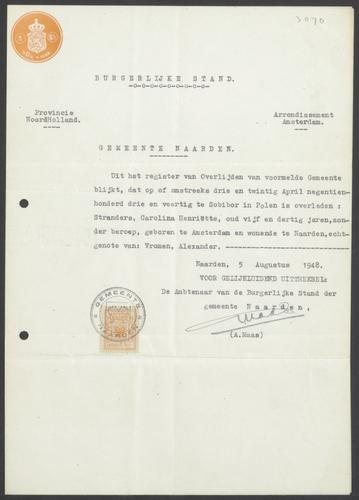 3070
BURGERLIJKE STAND.
-O-O-O-O-O-O-O-O-
Provincie
NoordHolland.
Arrondissement
Amsterdam.
GEMEENTE NAARDEN.
Uit het register van Overlijden van voormelde Gemeente
blijkt, dat op of omstreeks drie en twintig April negentien-
honderd drie en veertig te Sobibor in Polen is overleden :
Stranders, Carolina Henriëtte, oud vijf en dertig jaren, zon-
der beroep, geboren te Amsterdam en wonende te Naarden, echt-
genote van: Vromen, Alexander. -
Naarden, 5 Augustus 1948.
VOOR GELIJKLUIDEND UITTREKSEL:
De Ambtenaar van de Burgerlijke Stand der
gemeente Naarden,
(A. Maas)
GEMEENTE NAARDEN